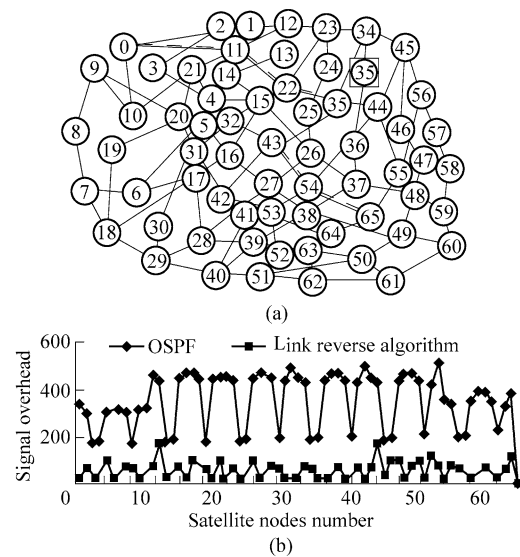 2 1 12 23 34
0 11 13 45
9 3 21 14 24 35
4 15 22 25 35 44 56
10 20 5 32 46 57
8 19 31 16 43 26 36 47 58
7 6 17 42 27 54 37 55 48
18 30 28 41 53 38 65 59
29 39 52 63 64 49 60
40 51 62 50 61
(a)
OSPF Link reverse algorithm
600
400
200
Signal overhead
0 10 20 30 40 50 60
Satellite nodes number
(b)